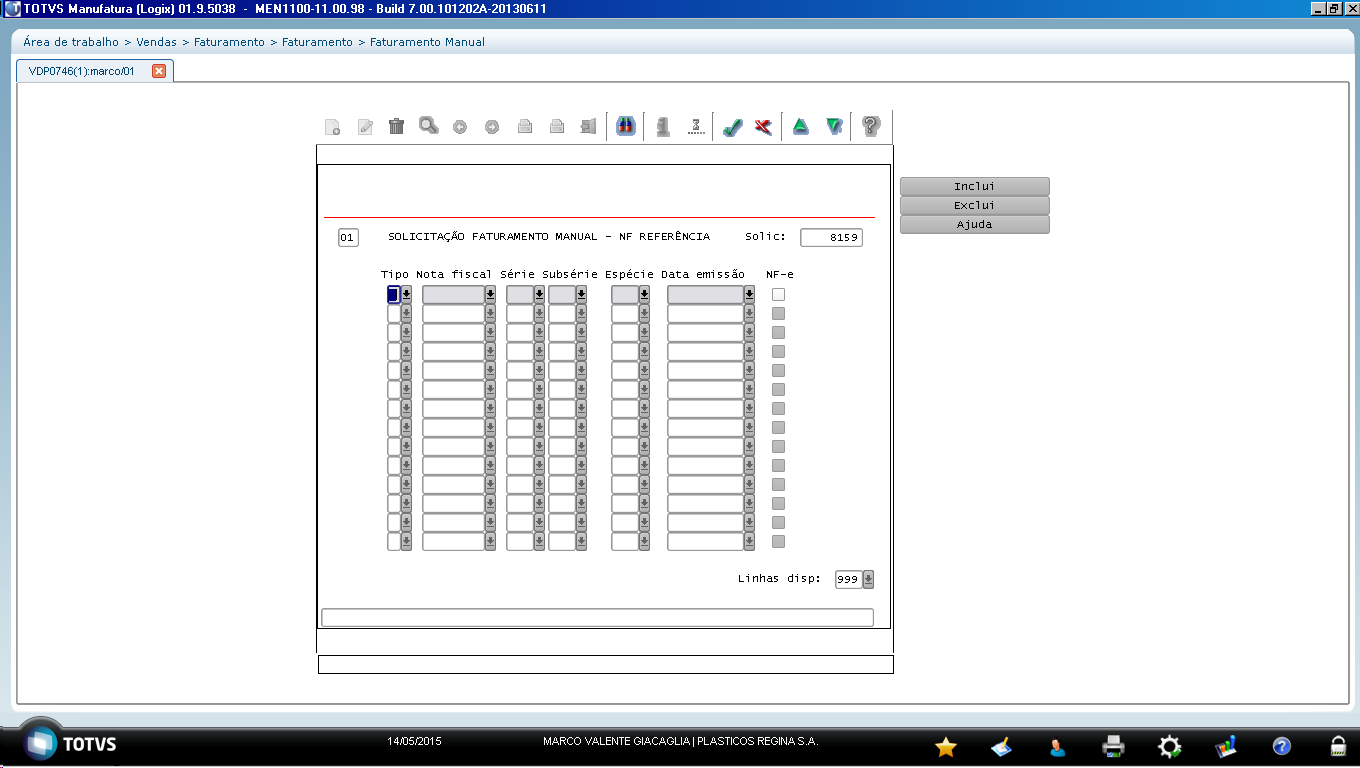 TOTVS Manufatura (Logix) 01.9.5038 - MEN1100-11.00.98 - Build 7.00.101202A-20130611
Área de trabalho > Vendas > Faturamento > Faturamento > Faturamento Manual
VDP0746(1):marco/01
Inclui
Exclui
Ajuda
01 SOLICITAÇÃO FATURAMENTO MANUAL - NF REFERÊNCIA Solic: 8159
Tipo Nota fiscal Série Subsérie Espécie Data emissão NF-e
Linhas disp: 999
TOTVS 14/05/2015 MARCO VALENTE GIACAGLIA | PLASTICOS REGINA S.A.